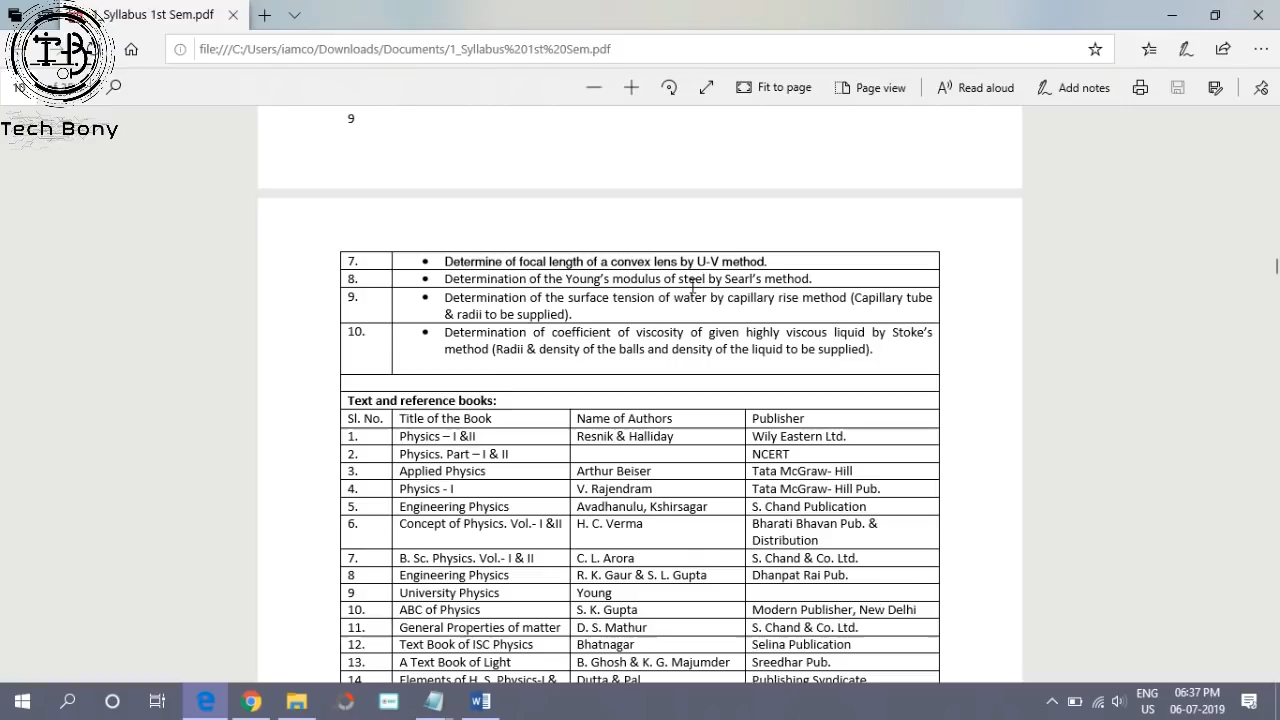 Syllabus 1st Sem.pdf
file:///C:/Users/iamco/Downloads/Documents/1_Syllabus%201st%20Sem.pdf
TB
Fit to page
Page view
Read aloud
Add notes
Tech Bony
9
7. • Determine of focal length of a convex lens by U-V method.
8. • Determination of the Young's modulus of steel by Searl's method.
9. • Determination of the surface tension of water by capillary rise method (Capillary tube
& radii to be supplied).
10. • Determination of coefficient of viscosity of given highly viscous liquid by Stoke's
method (Radii & density of the balls and density of the liquid to be supplied).
Text and reference books:
Sl. No. Title of the Book Name of Authors Publisher
1. Physics – I &II Resnik & Halliday Wily Eastern Ltd.
2. Physics. Part – I & II NCERT
3. Applied Physics Arthur Beiser Tata McGraw- Hill
4. Physics - I V. Rajendram Tata McGraw- Hill Pub.
5. Engineering Physics Avadhanulu, Kshirsagar S. Chand Publication
6. Concept of Physics. Vol.- I &II H. C. Verma Bharati Bhavan Pub. &
Distribution
7. B. Sc. Physics. Vol.- I & II C. L. Arora S. Chand & Co. Ltd.
8 Engineering Physics R. K. Gaur & S. L. Gupta Dhanpat Rai Pub.
9 University Physics Young
10. ABC of Physics S. K. Gupta Modern Publisher, New Delhi
11. General Properties of matter D. S. Mathur S. Chand & Co. Ltd.
12. Text Book of ISC Physics Bhatnagar Selina Publication
13. A Text Book of Light B. Ghosh & K. G. Majumder Sreedhar Pub.
14 Elements of H. S. Physics-I & Dutta & Pal Publishing Syndicate
ENG 06:37 PM
US 06-07-2019